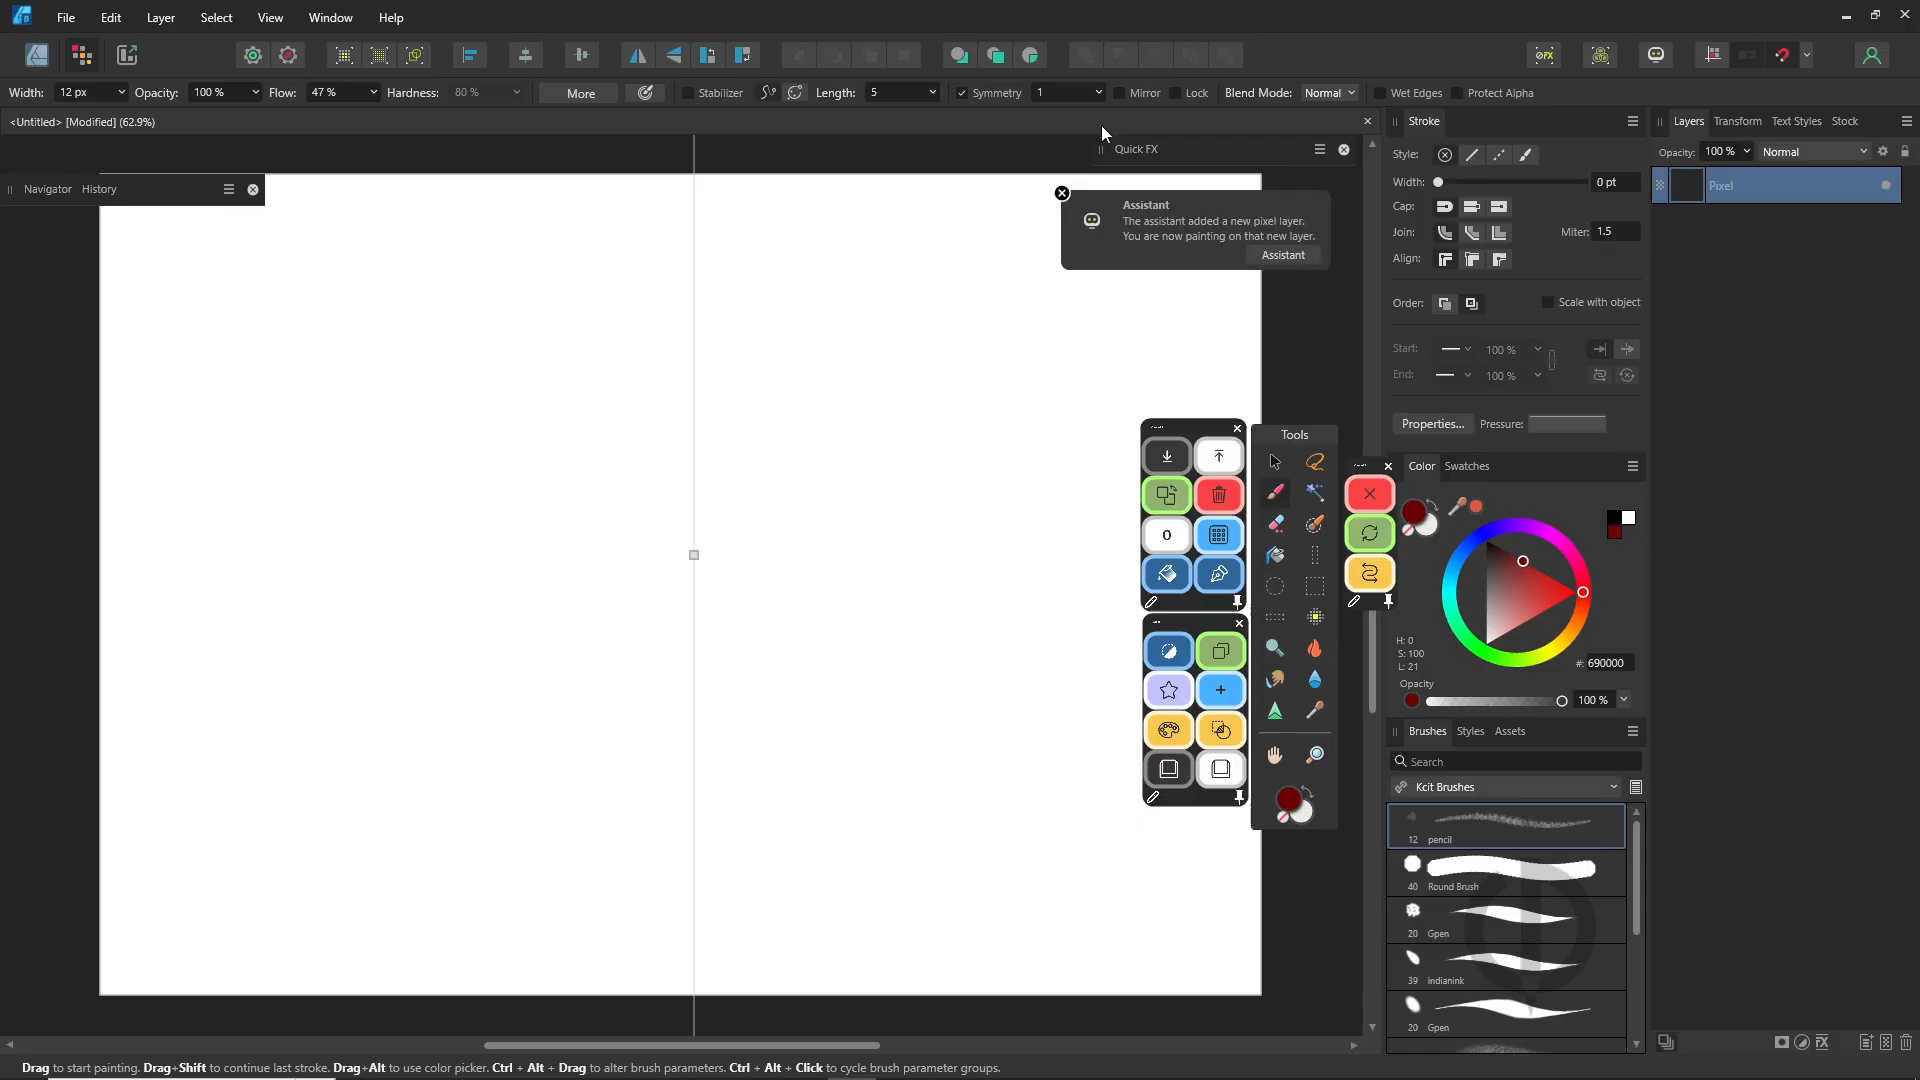 File Edit Layer Select View Window Help
Width: 12 px Opacity: 100 % Flow: 47 % Hardness: 80 % More Stabilizer Length: 5 Symmetry 1 Mirror Lock Blend Mode: Normal Wet Edges Protect Alpha
<Untitled> [Modified] (62.9%)
Quick FX
Navigator History
Assistant
The assistant added a new pixel layer.
You are now painting on that new layer.
Assistant
Tools
0
Stroke
Style:
Width: 0 pt
Cap:
Join: Miter: 1.5
Align:
Order: Scale with object
Start: 100 %
End: 100 %
Properties... Pressure:
Color Swatches
H: 0
S: 100
L: 21
#: 690000
Opacity
100 %
Brushes Styles Assets
Search
Kcit Brushes
12 pencil
40 Round Brush
20 Gpen
39 indianink
20 Gpen
Layers Transform Text Styles Stock
Opacity: 100 % Normal
Pixel
FX
Drag to start painting. Drag+Shift to continue last stroke. Drag+Alt to use color picker. Ctrl + Alt + Drag to alter brush parameters. Ctrl + Alt + Click to cycle brush parameter groups.